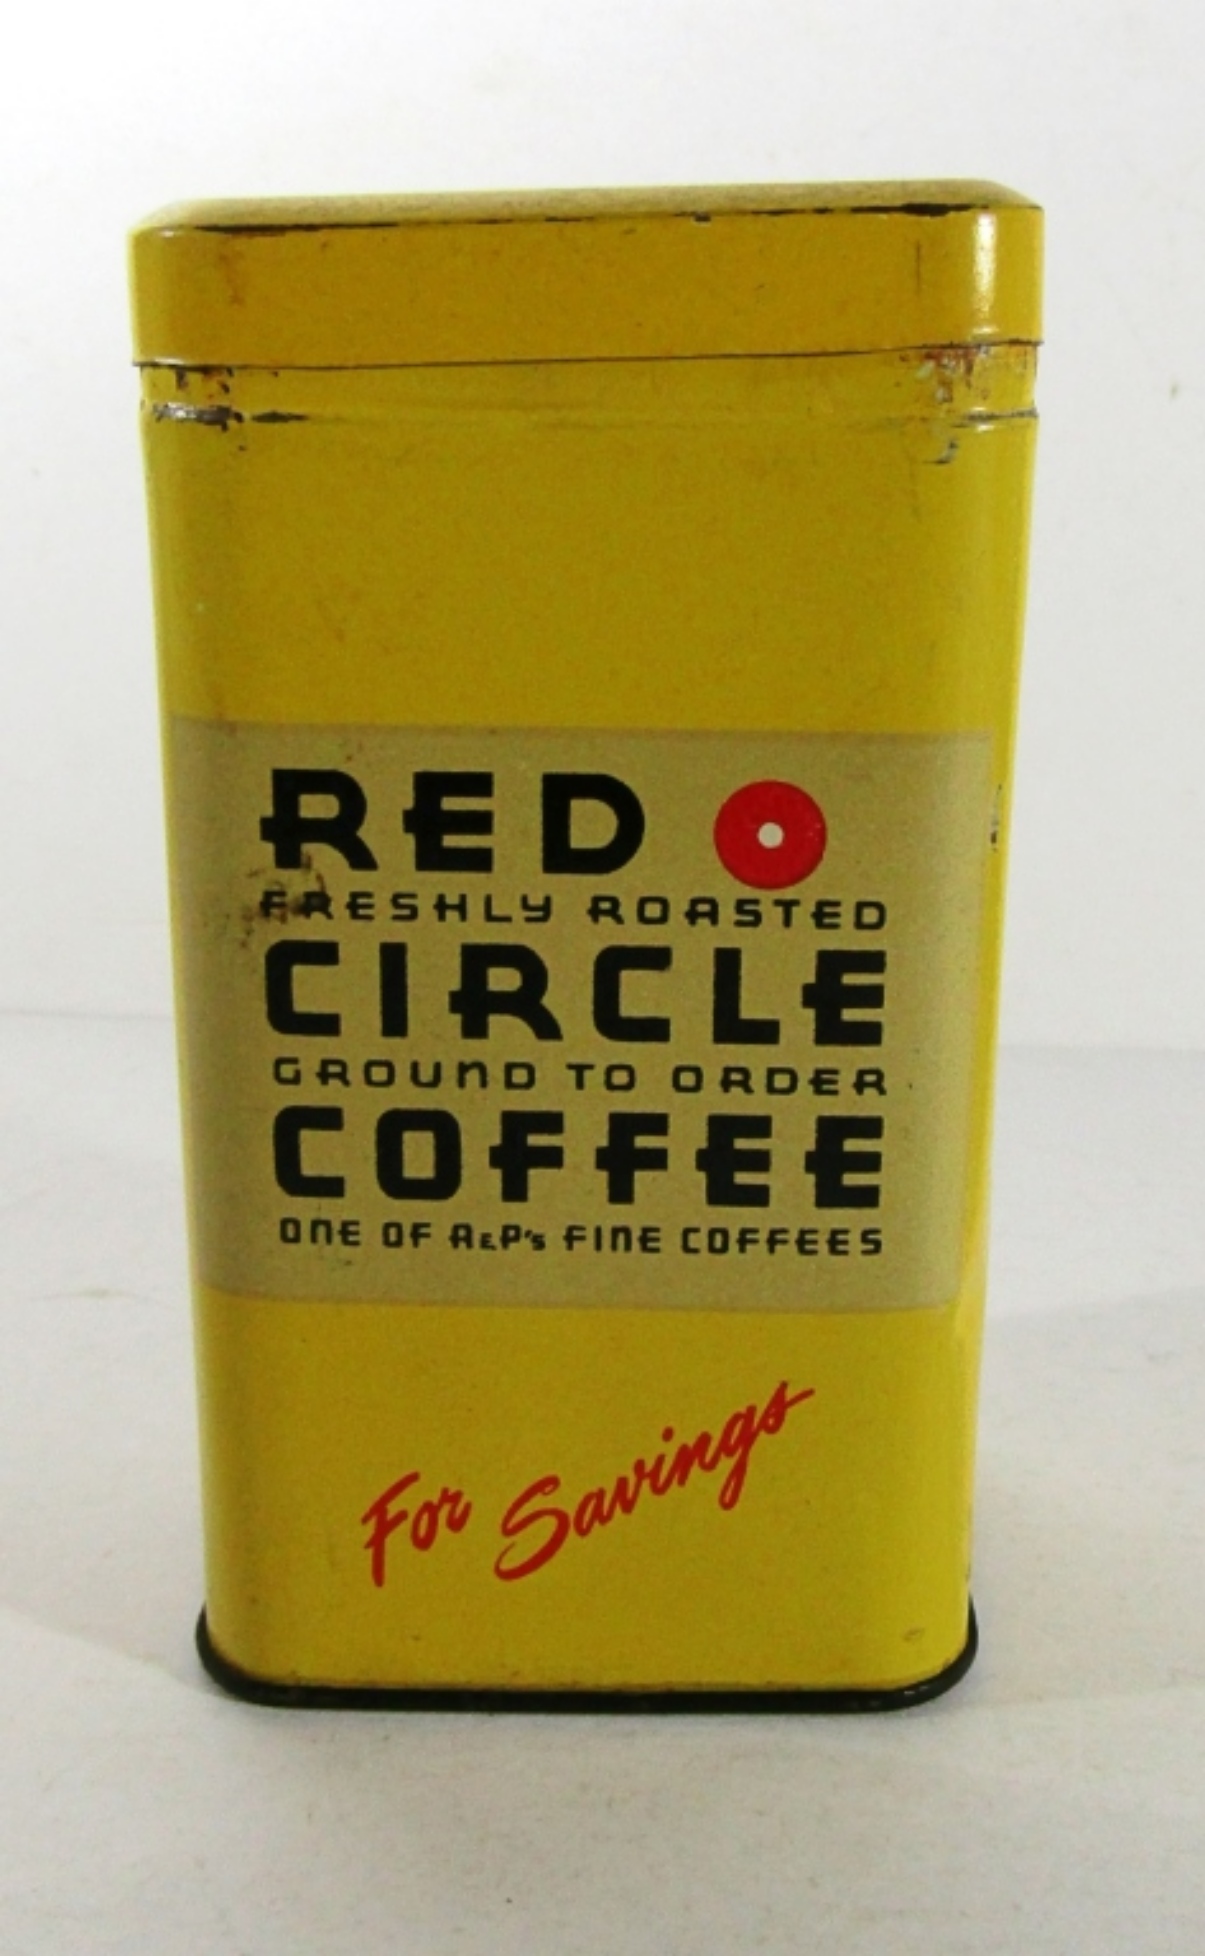 RED
FRESHLY ROASTED
CIRCLE
GROUND TO ORDER
COFFEE
ONE OF A&P's FINE COFFEES
For Savings